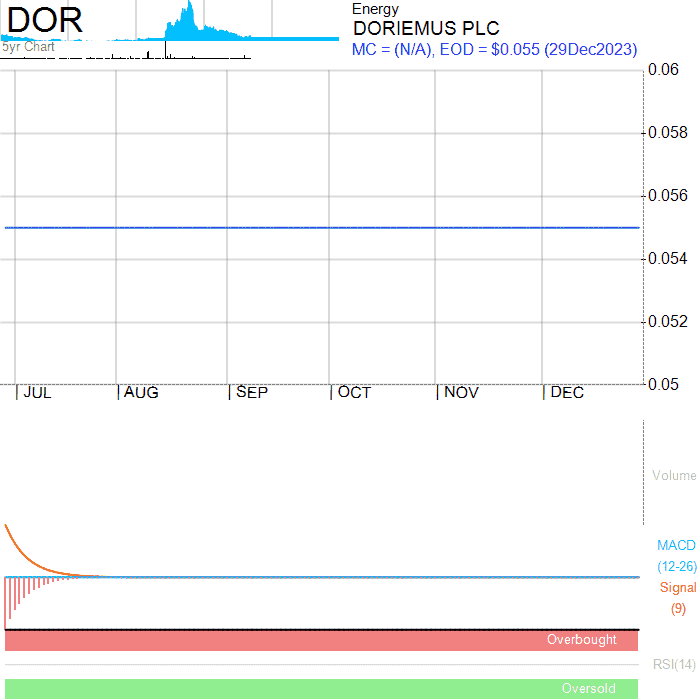 DOR
Energy
DORIEMUS PLC
5yr Chart
MC = (N/A), EOD = $0.055 (29Dec2023)
0.06
0.058
0.056
0.054
0.052
0.05
JUL AUG SEP OCT NOV DEC
Volume
MACD
(12-26)
Signal
(9)
Overbought
RSI(14)
Oversold